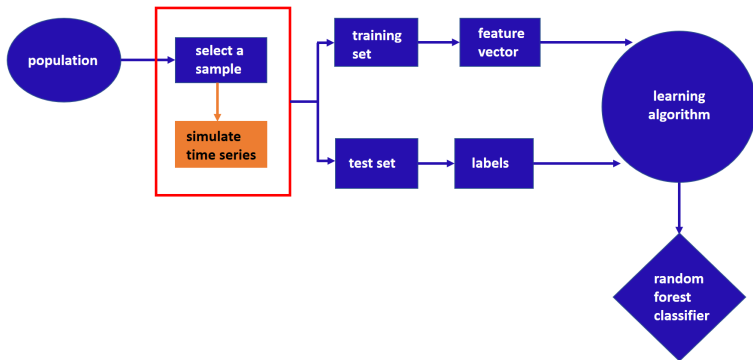 population
select a
sample
simulate
time series
training
set
feature
vector
test set
labels
learning
algorithm
random
forest
classifier